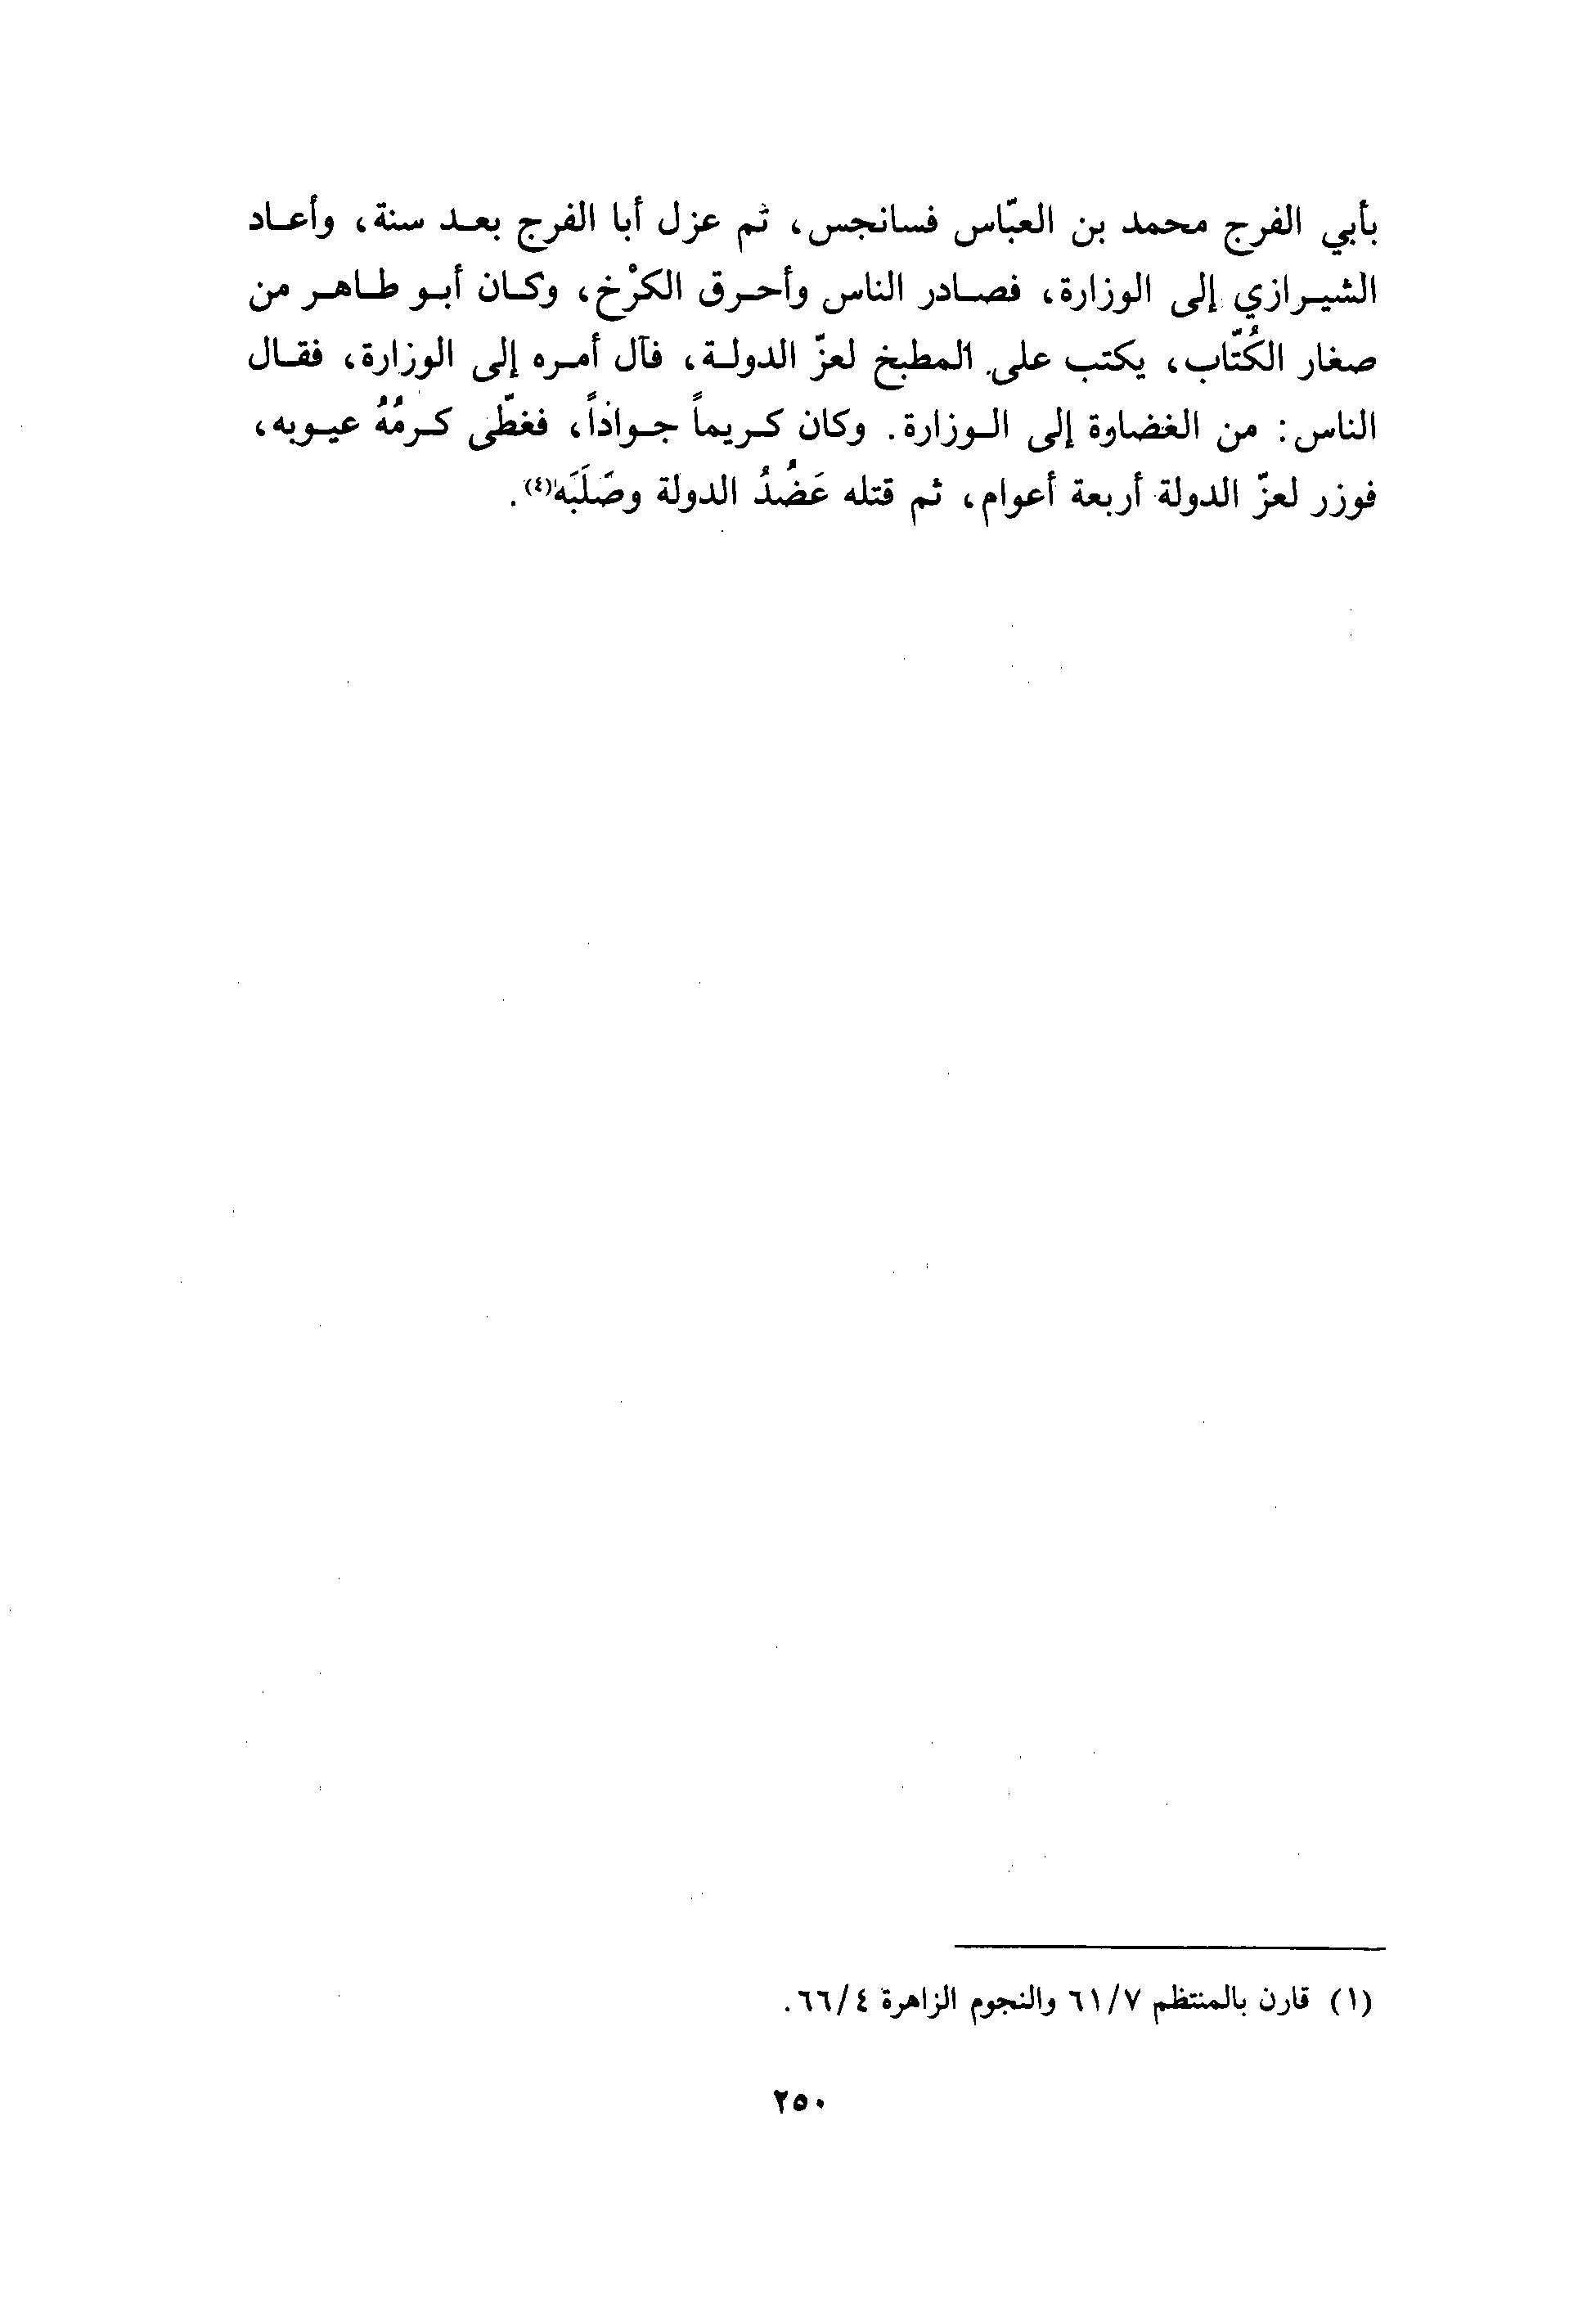 بأبي الفرج محمد بن العبّاس فسانجس، ثم عزل أبا الفرج بعد سنة، وأعاد
الشيرازي إلى الوزارة، فصادر الناس وأحرق الكرْخ، وكان أبو طاهر من
صغار الكُتّاب، يكتب على المطبخ لعزّ الدولة، فآل أمره إلى الوزارة، فقال
الناس: من الغضاوة إلى الوزارة. وكان كريماً جواداً، فغطّى كرمُهُ عيوبه،
فوزر لعزّ الدولة أربعة أعوام، ثم قتله عَضُدُ الدولة وصَلَبَه(٤).
(١) قارن بالمنتظم ٦١/٧ والنجوم الزاهرة ٦٦/٤.
٢٥٠